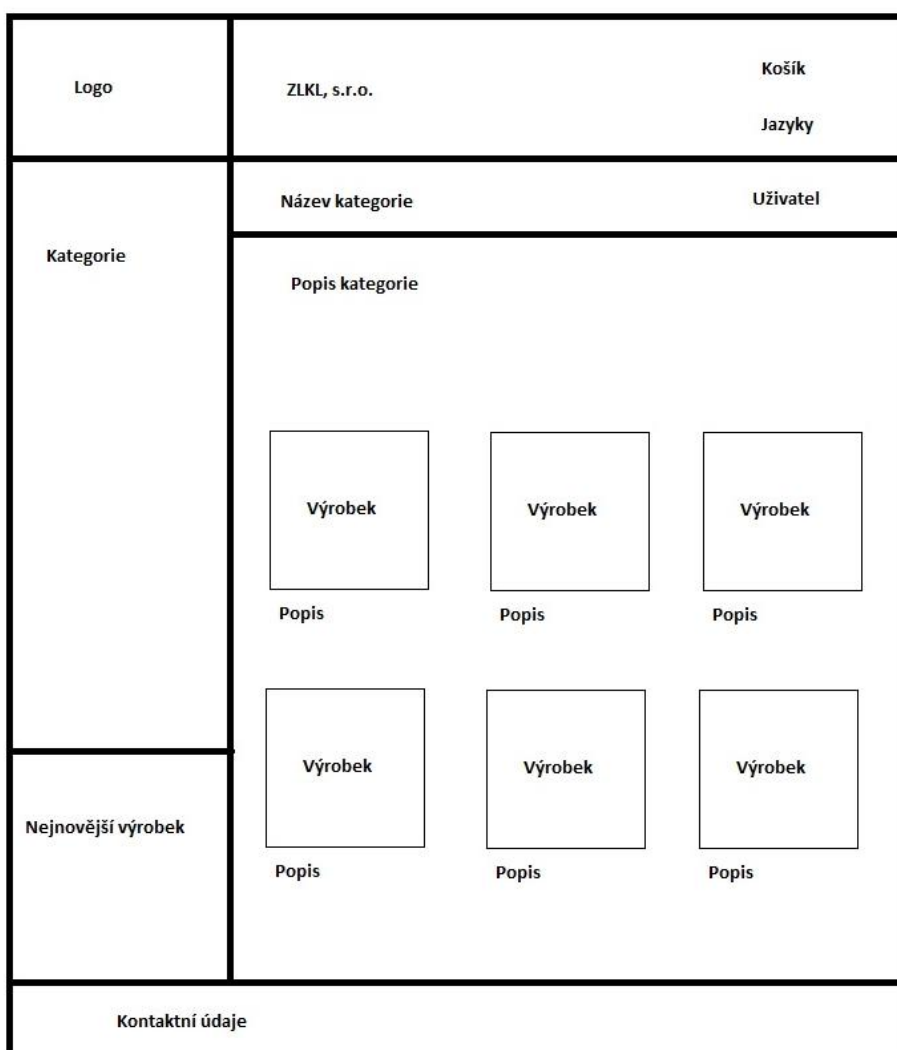 Logo
ZLKL, s.r.o.
Košík
Jazyky
Kategorie
Název kategorie
Uživatel
Popis kategorie
Výrobek
Výrobek
Výrobek
Popis
Popis
Popis
Výrobek
Výrobek
Výrobek
Popis
Popis
Popis
Nejnovější výrobek
Kontaktní údaje